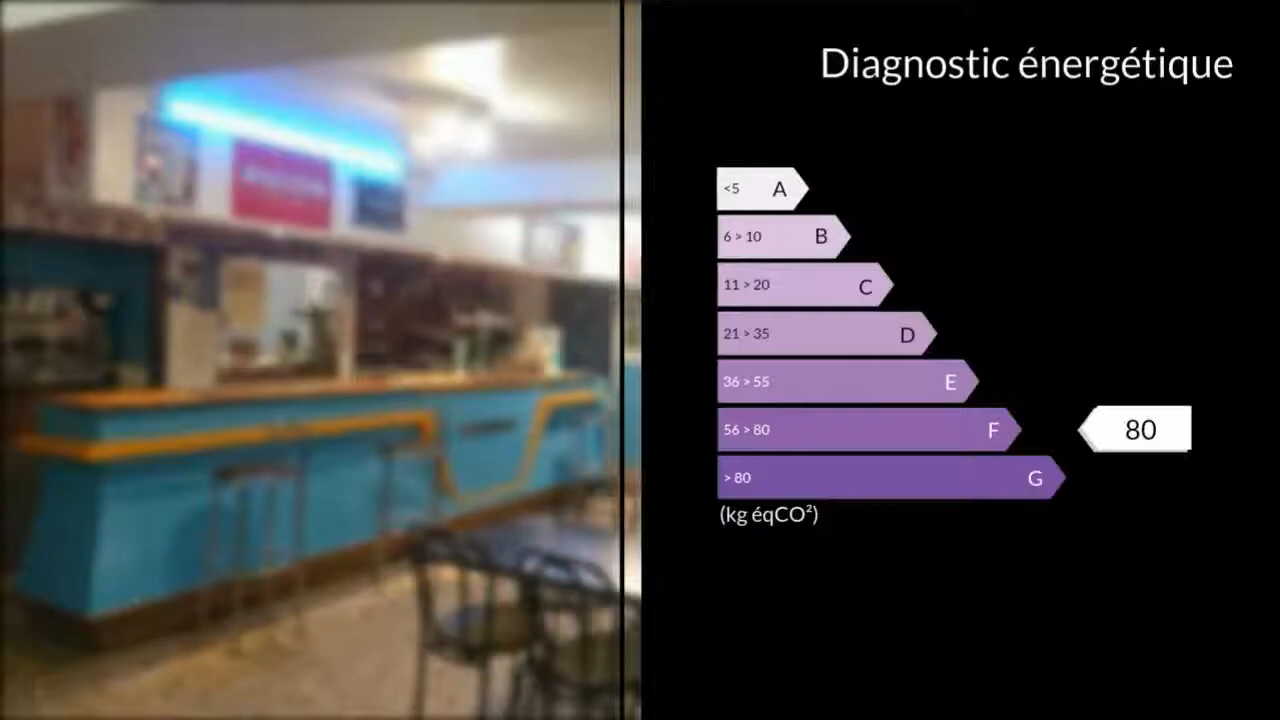 Diagnostic énergétique
<5 A
6 > 10 B
11 > 20 C
21 > 35 D
36 > 55 E
56 > 80 F
80
> 80 G
(kg éqCO²)